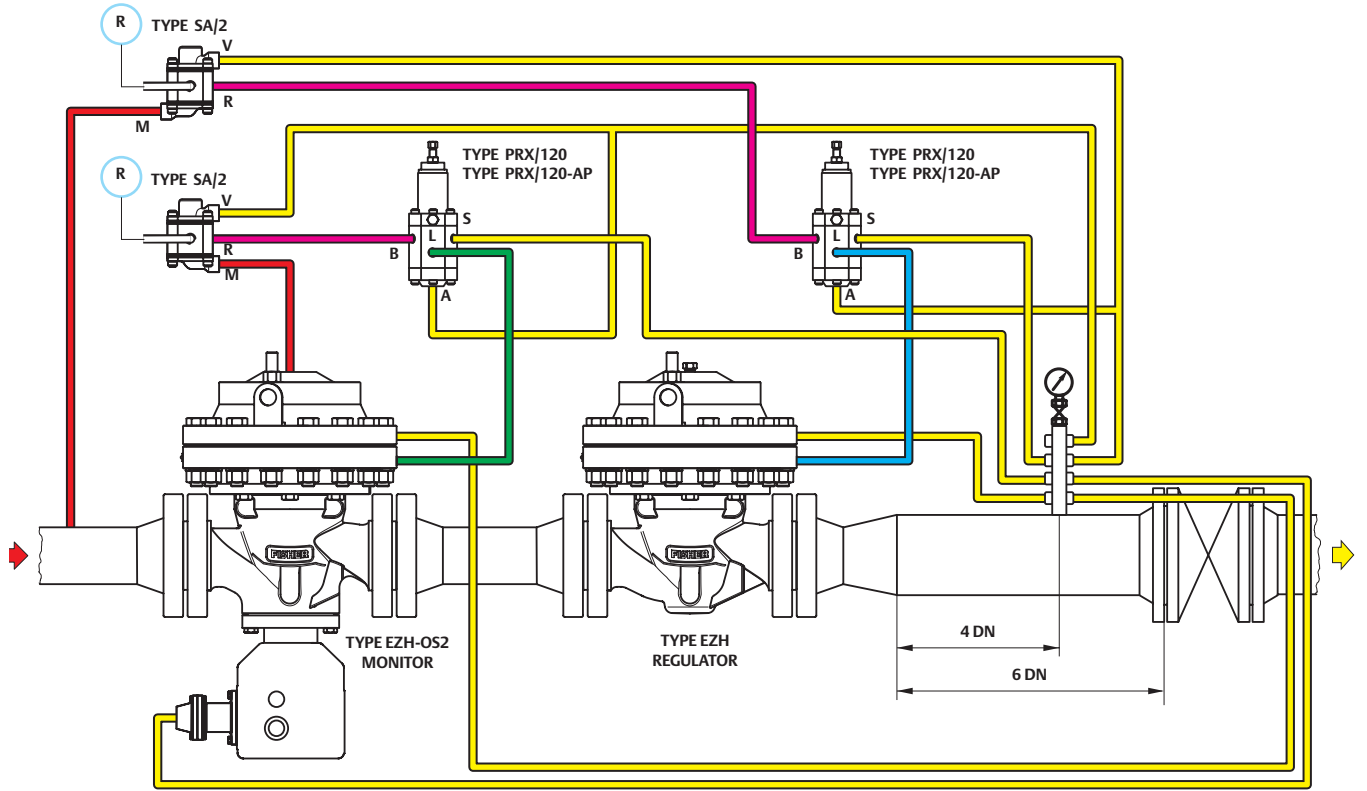 R
TYPE SA/2
V
R
M
R
TYPE SA/2
V
R
M
TYPE PRX/120
TYPE PRX/120-AP
S
L
B
A
TYPE PRX/120
TYPE PRX/120-AP
S
L
B
A
FISHER
FISHER
TYPE EZH-OS2
MONITOR
TYPE EZH
REGULATOR
4 DN
6 DN